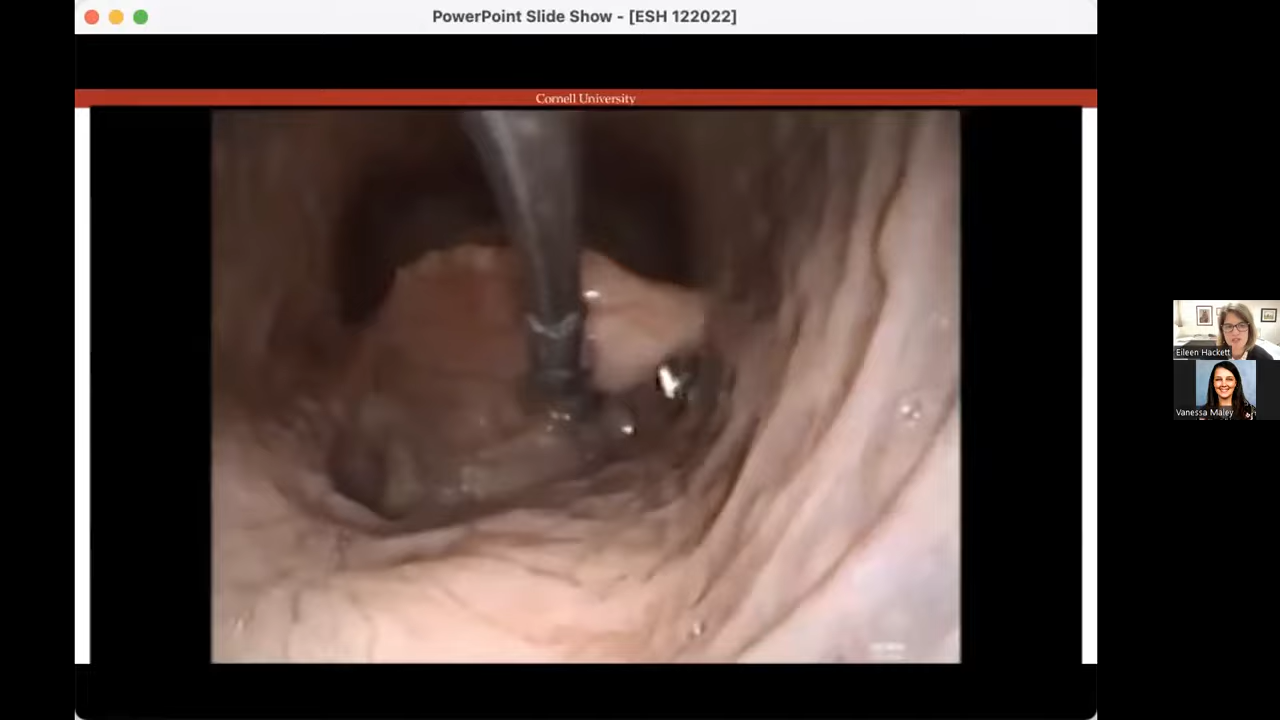 PowerPoint Slide Show - [ESH 122022]
Cornell University
Eileen Hackett
Vanessa Maley